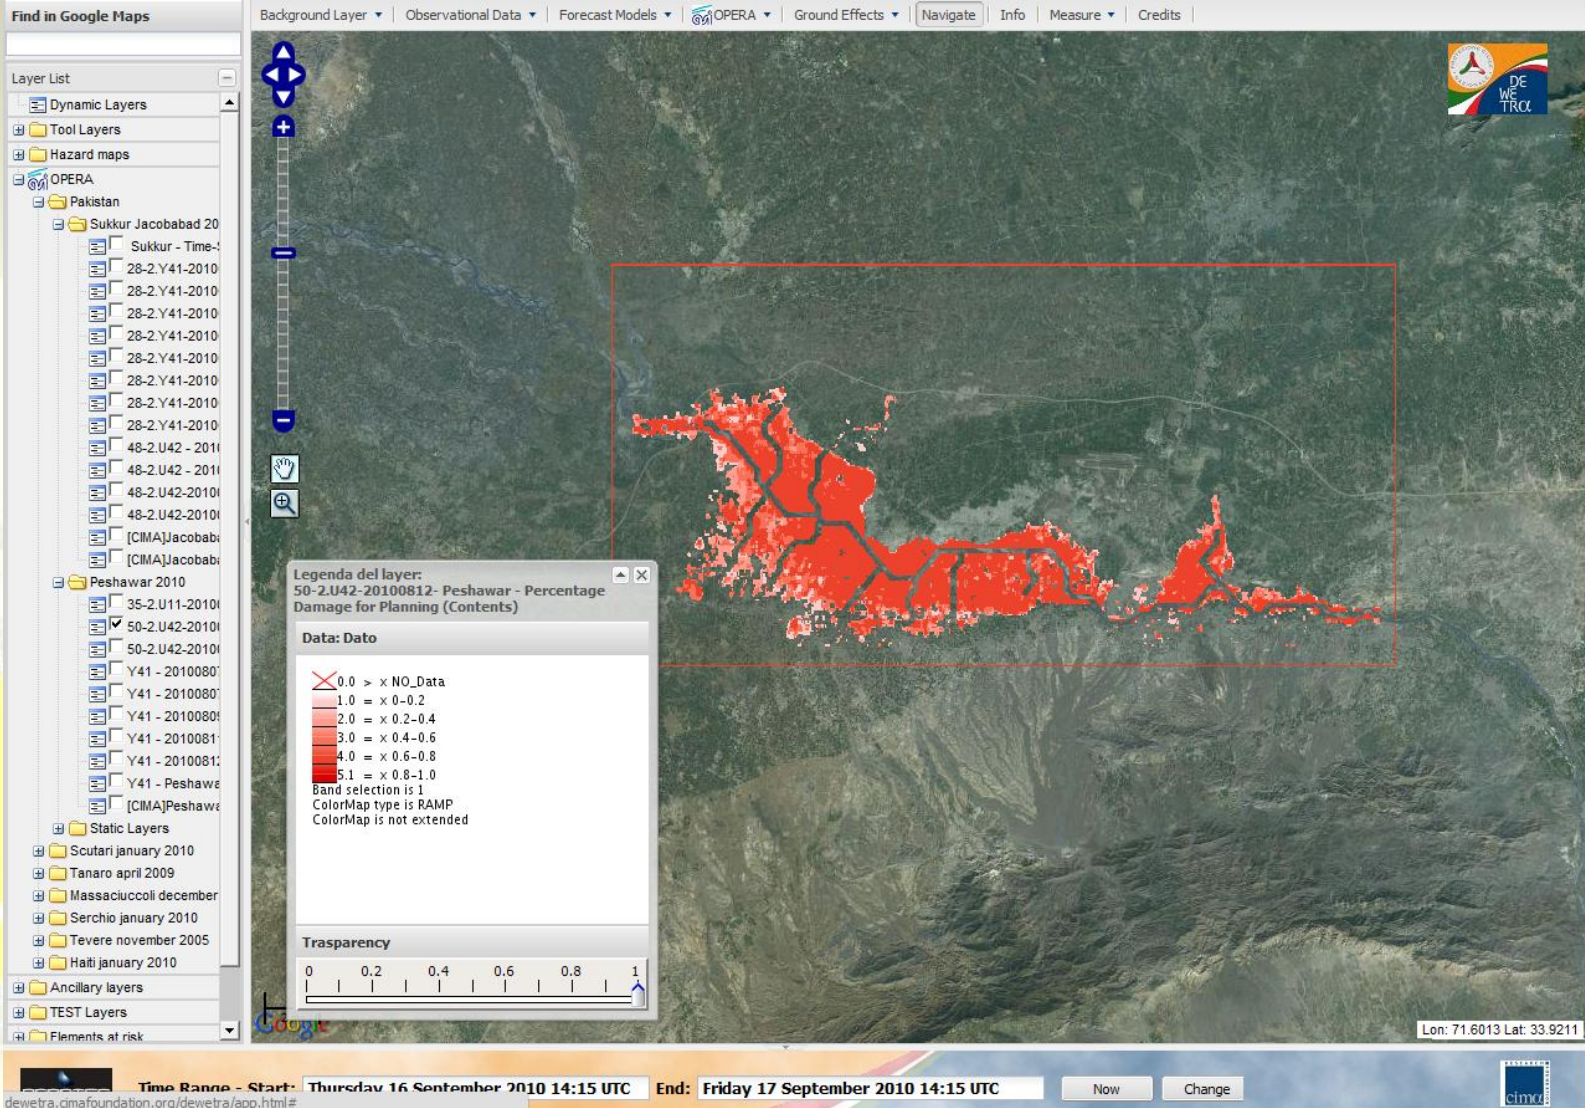 Find in Google Maps
Background Layer
Observational Data
Forecast Models
OPERA
Ground Effects
Navigate
Info
Measure
Credits
Layer List
Dynamic Layers
Tool Layers
Hazard maps
OPERA
Pakistan
Sukkur Jacobabad 20
Sukkur - Time-
28-2.Y41-2010
28-2.Y41-2010
28-2.Y41-2010
28-2.Y41-2010
28-2.Y41-2010
28-2.Y41-2010
28-2.Y41-2010
28-2.Y41-2010
48-2.U42 - 201
48-2.U42 - 201
48-2.U42-2010
48-2.U42-2010
[CIMA]Jacobab
[CIMA]Jacobab
Peshawar 2010
35-2.U11-2010
50-2.U42-2010
50-2.U42-2010
Y41 - 2010080
Y41 - 2010080
Y41 - 2010080
Y41 - 201081
Y41 - 2010081
Y41 - Peshawa
[CIMA]Peshawa
Static Layers
Scutari january 2010
Tanaro april 2009
Massaciuccoli december
Serchio january 2010
Tevere november 2005
Haiti january 2010
Ancillary layers
TEST Layers
Elements at risk
PROTEZIONE CIVILE
NAZIONALE
DE
WE
TRα
Legenda del layer:
50-2.U42-20100812- Peshawar - Percentage
Damage for Planning (Contents)
Data: Dato
0.0 > x NO_Data
1.0 = x 0-0.2
2.0 = x 0.2-0.4
3.0 = x 0.4-0.6
4.0 = x 0.6-0.8
5.1 = x 0.8-1.0
Band selection is 1
ColorMap type is RAMP
ColorMap is not extended
Trasparency
0 0.2 0.4 0.6 0.8 1
Google
Lon: 71.6013 Lat: 33.9211
Time Range - Start: Thursday 16 September 2010 14:15 UTC End: Friday 17 September 2010 14:15 UTC
Now
Change
RESEARCH
cima
dewetra.cimafoundation.org/dewetra/app.html#